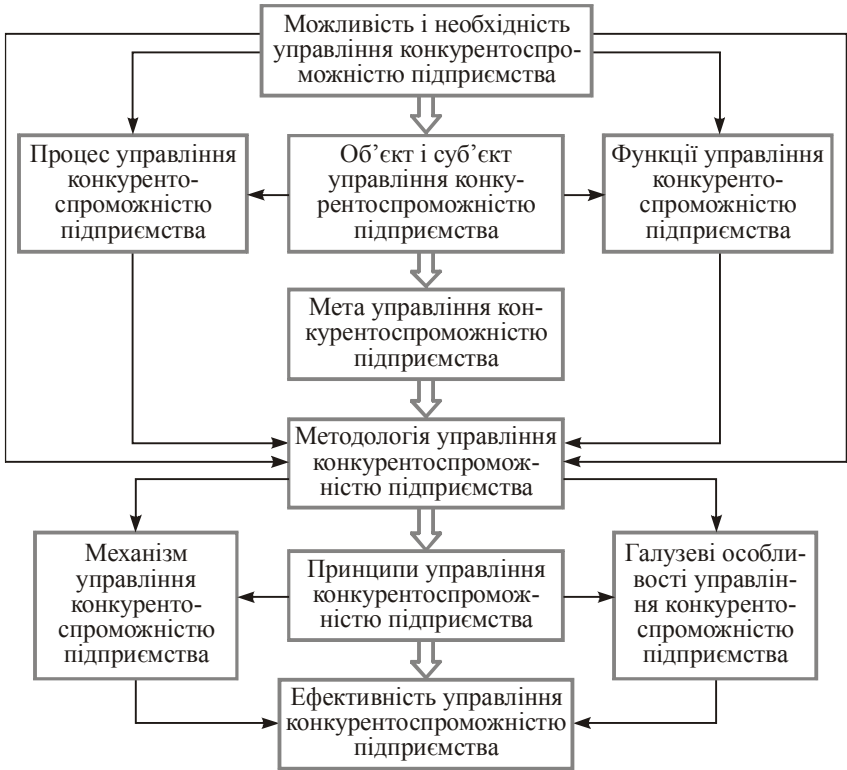 Можливість і необхідність
управління конкурентоспро-
можністю підприємства
Процес управління
конкуренто-
спроможністю
підприємства
Об’єкт і суб’єкт
управління конку-
рентоспроможністю
підприємства
Функції управління
конкуренто-
спроможністю
підприємства
Мета управління кон-
курентоспроможністю
підприємства
Методологія управління
конкурентоспромож-
ністю підприємства
Механізм
управління
конкуренто-
спроможністю
підприємства
Принципи управління
конкурентоспромож-
ністю підприємства
Галузеві особли-
вості управлін-
ня конкуренто-
спроможністю
підприємства
Ефективність управління
конкурентоспроможністю
підприємства